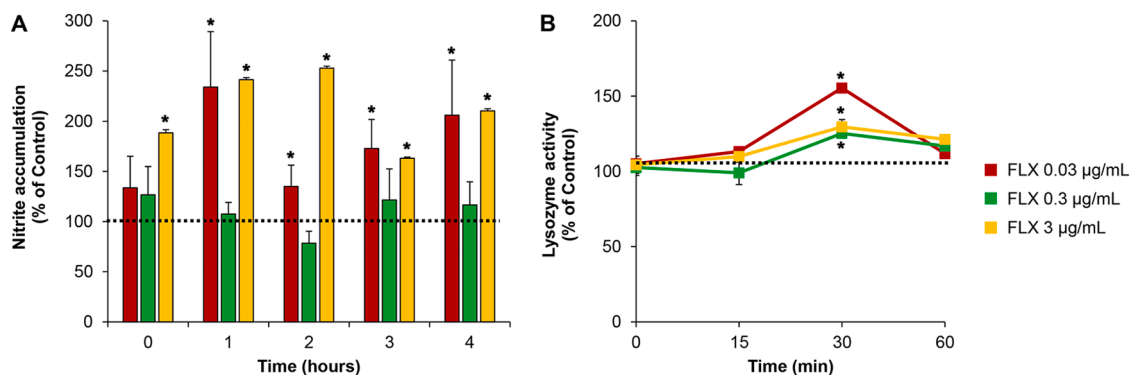 A
Nitrite accumulation
(% of Control)
300
250
200
150
100
50
0
* * * * * * * * *
0 1 2 3 4
Time (hours)
B
Lysozyme activity
(% of Control)
200
150
100
50
0
*
*
*
0 15 30 60
Time (min)
FLX 0.03 µg/mL
FLX 0.3 µg/mL
FLX 3 µg/mL